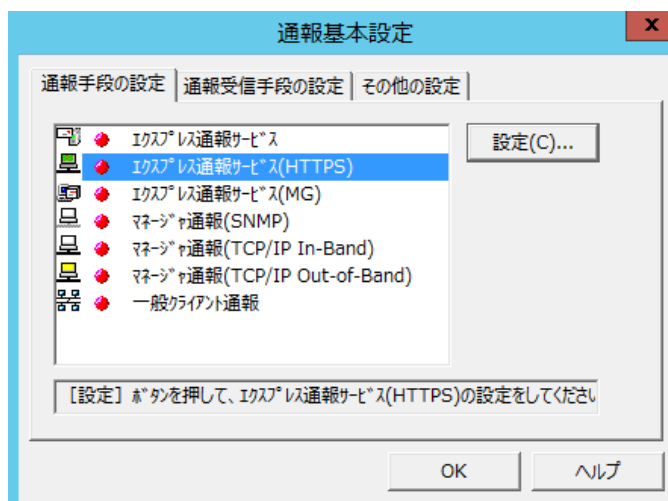 通報基本設定
x
通報手段の設定 通報受信手段の設定 その他の設定
ｴｸｽﾌﾟﾚｽ通報ｻｰﾋﾞｽ
設定(C)...
ｴｸｽﾌﾟﾚｽ通報ｻｰﾋﾞｽ(HTTPS)
ｴｸｽﾌﾟﾚｽ通報ｻｰﾋﾞｽ(MG)
ﾏﾈｰｼﾞｬ通報(SNMP)
ﾏﾈｰｼﾞｬ通報(TCP/IP In-Band)
ﾏﾈｰｼﾞｬ通報(TCP/IP Out-of-Band)
一般ｸﾗｲｱﾝﾄ通報
[設定] ﾎﾞﾀﾝを押して、ｴｸｽﾌﾟﾚｽ通報ｻｰﾋﾞｽ(HTTPS)の設定をしてください
OK ヘルプ